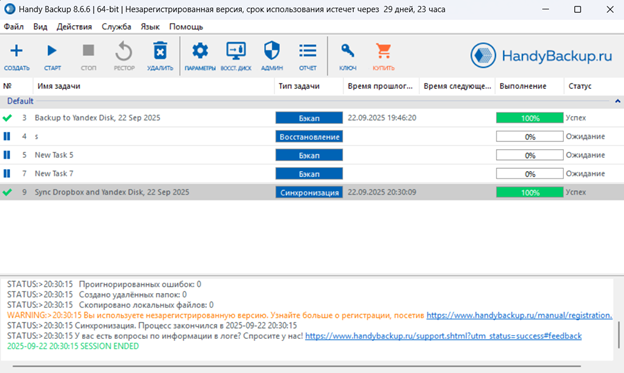 Handy Backup 8.6.6 | 64-bit | Незарегистрированная версия, срок использования истечет через 29 дней, 23 часа
Файл Вид Действия Служба Язык Помощь
СОЗДАТЬ СТАРТ СТОП РЕСТОР УДАЛИТЬ ПАРАМЕТРЫ ВОССТ. ДИСК АДМИН ОТЧЕТ КЛЮЧ КУПИТЬ HANDYBACKUP.ru
№ Имя задачи Тип задачи Время прошлог... Время следующе... Выполнение Статус
Default
3 Backup to Yandex Disk, 22 Sep 2025 Бэкап 22.09.2025 19:46:20 100% Успех
4 s Восстановление 0% Ожидание
5 New Task 5 Бэкап 0% Ожидание
7 New Task 7 Бэкап 0% Ожидание
9 Sync Dropbox and Yandex Disk, 22 Sep 2025 Синхронизация 22.09.2025 20:30:09 100% Успех
STATUS:>20:30:15 Проигнорированных ошибок: 0
STATUS:>20:30:15 Создано удалённых папок: 0
STATUS:>20:30:15 Скопировано локальных файлов: 0
WARNING:>20:30:15 Вы используете незарегистрированную версию. Узнайте больше о регистрации, посетив https://www.handybackup.ru/manual/registration.
STATUS:>20:30:15 Синхронизация. Процесс закончился в 2025-09-22 20:30:15
STATUS:>20:30:15 У вас есть вопросы по информации в логе? Спросите у нас! https://www.handybackup.ru/support.shtml?utm_status=success#feedback
2025-09-22 20:30:15 SESSION ENDED